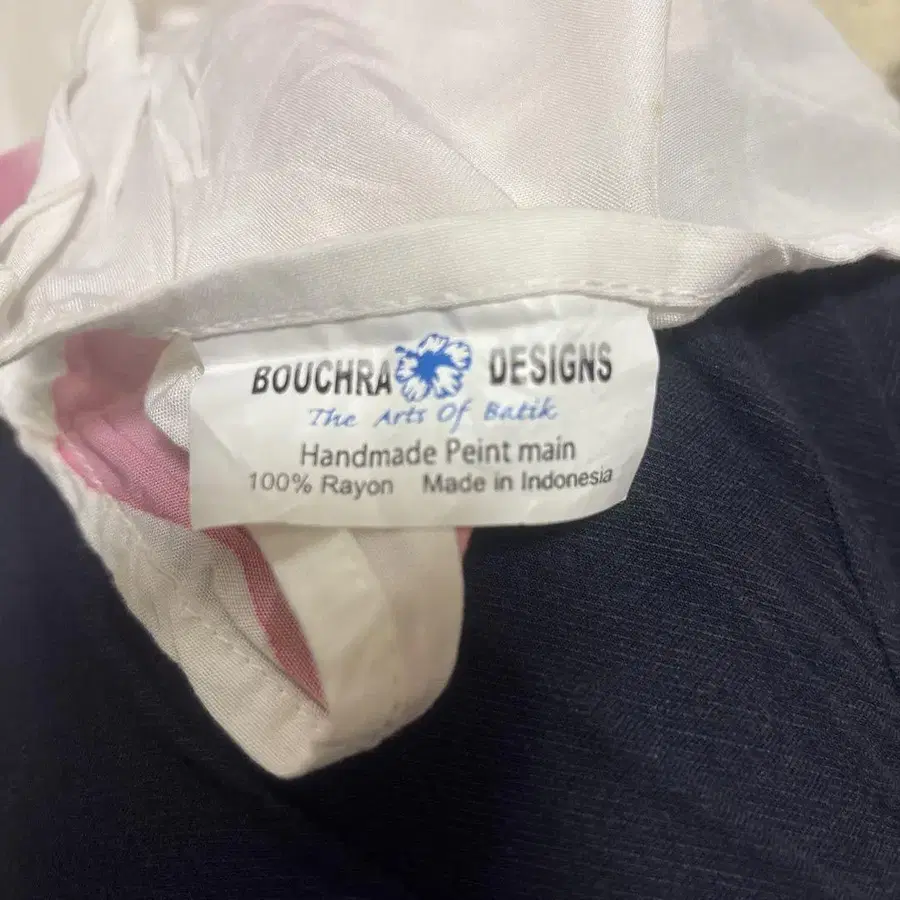 BOUCHRA DESIGNS
The Arts Of Batik
Handmade Peint main
100% Rayon Made in Indonesia